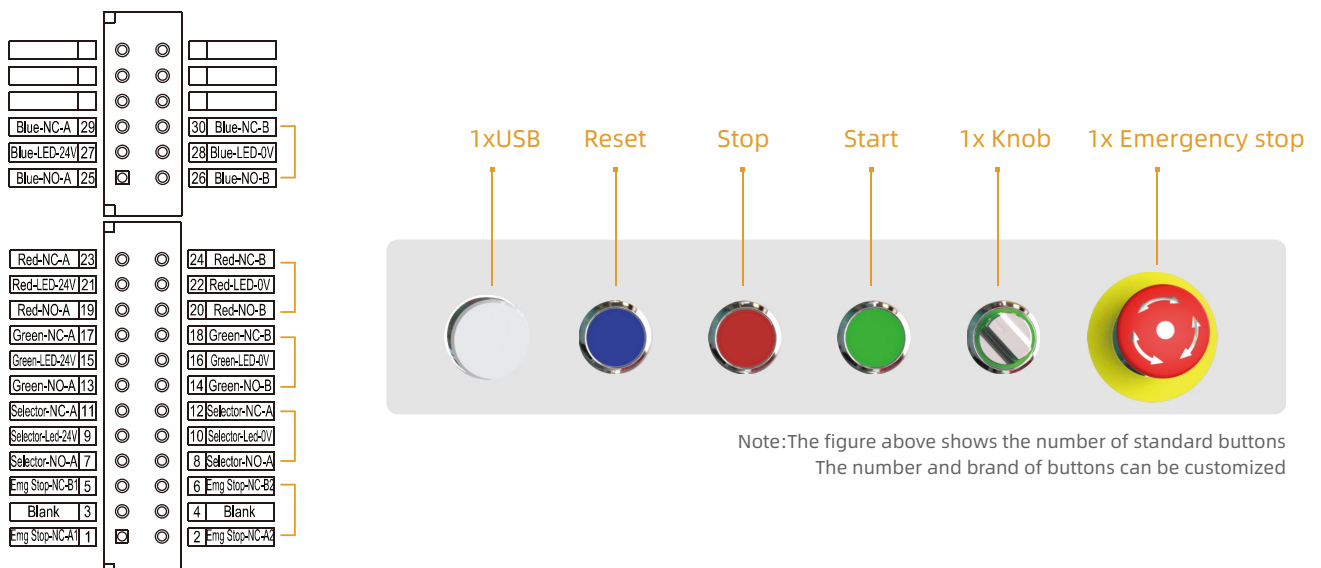 Blue-NC-A 29 30 Blue-NC-B
Blue-LED-24V 27 28 Blue-LED-0V
Blue-NO-A 25 26 Blue-NO-B
Red-NC-A 23 24 Red-NC-B
Red-LED-24V 21 22 Red-LED-0V
Red-NO-A 19 20 Red-NO-B
Green-NC-A 17 18 Green-NC-B
Green-LED-24V 15 16 Green-LED-0V
Green-NO-A 13 14 Green-NO-B
Selector-NC-A 11 12 Selector-NC-A
Selector-Led-24V 9 10 Selector-Led-0V
Selector-NO-A 7 8 Selector-NO-A
Emg Stop-NC-B1 5 6 Emg Stop-NC-B2
Blank 3 4 Blank
Emg Stop-NC-A1 1 2 Emg Stop-NC-A2
1xUSB Reset Stop Start 1x Knob 1x Emergency stop
Note:The figure above shows the number of standard buttons
The number and brand of buttons can be customized